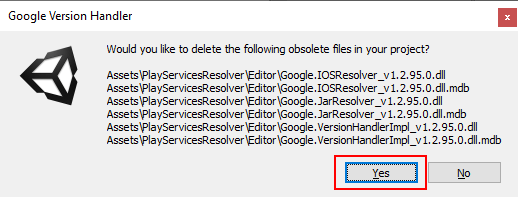 Google Version Handler
Would you like to delete the following obsolete files in your project?
Assets\PlayServicesResolver\Editor\Google.IOSResolver_v1.2.95.0.dll
Assets\PlayServicesResolver\Editor\Google.IOSResolver_v1.2.95.0.dll.mdb
Assets\PlayServicesResolver\Editor\Google.JarResolver_v1.2.95.0.dll
Assets\PlayServicesResolver\Editor\Google.JarResolver_v1.2.95.0.dll.mdb
Assets\PlayServicesResolver\Editor\Google.VersionHandlerImpl_v1.2.95.0.dll
Assets\PlayServicesResolver\Editor\Google.VersionHandlerImpl_v1.2.95.0.dll.mdb
Yes No